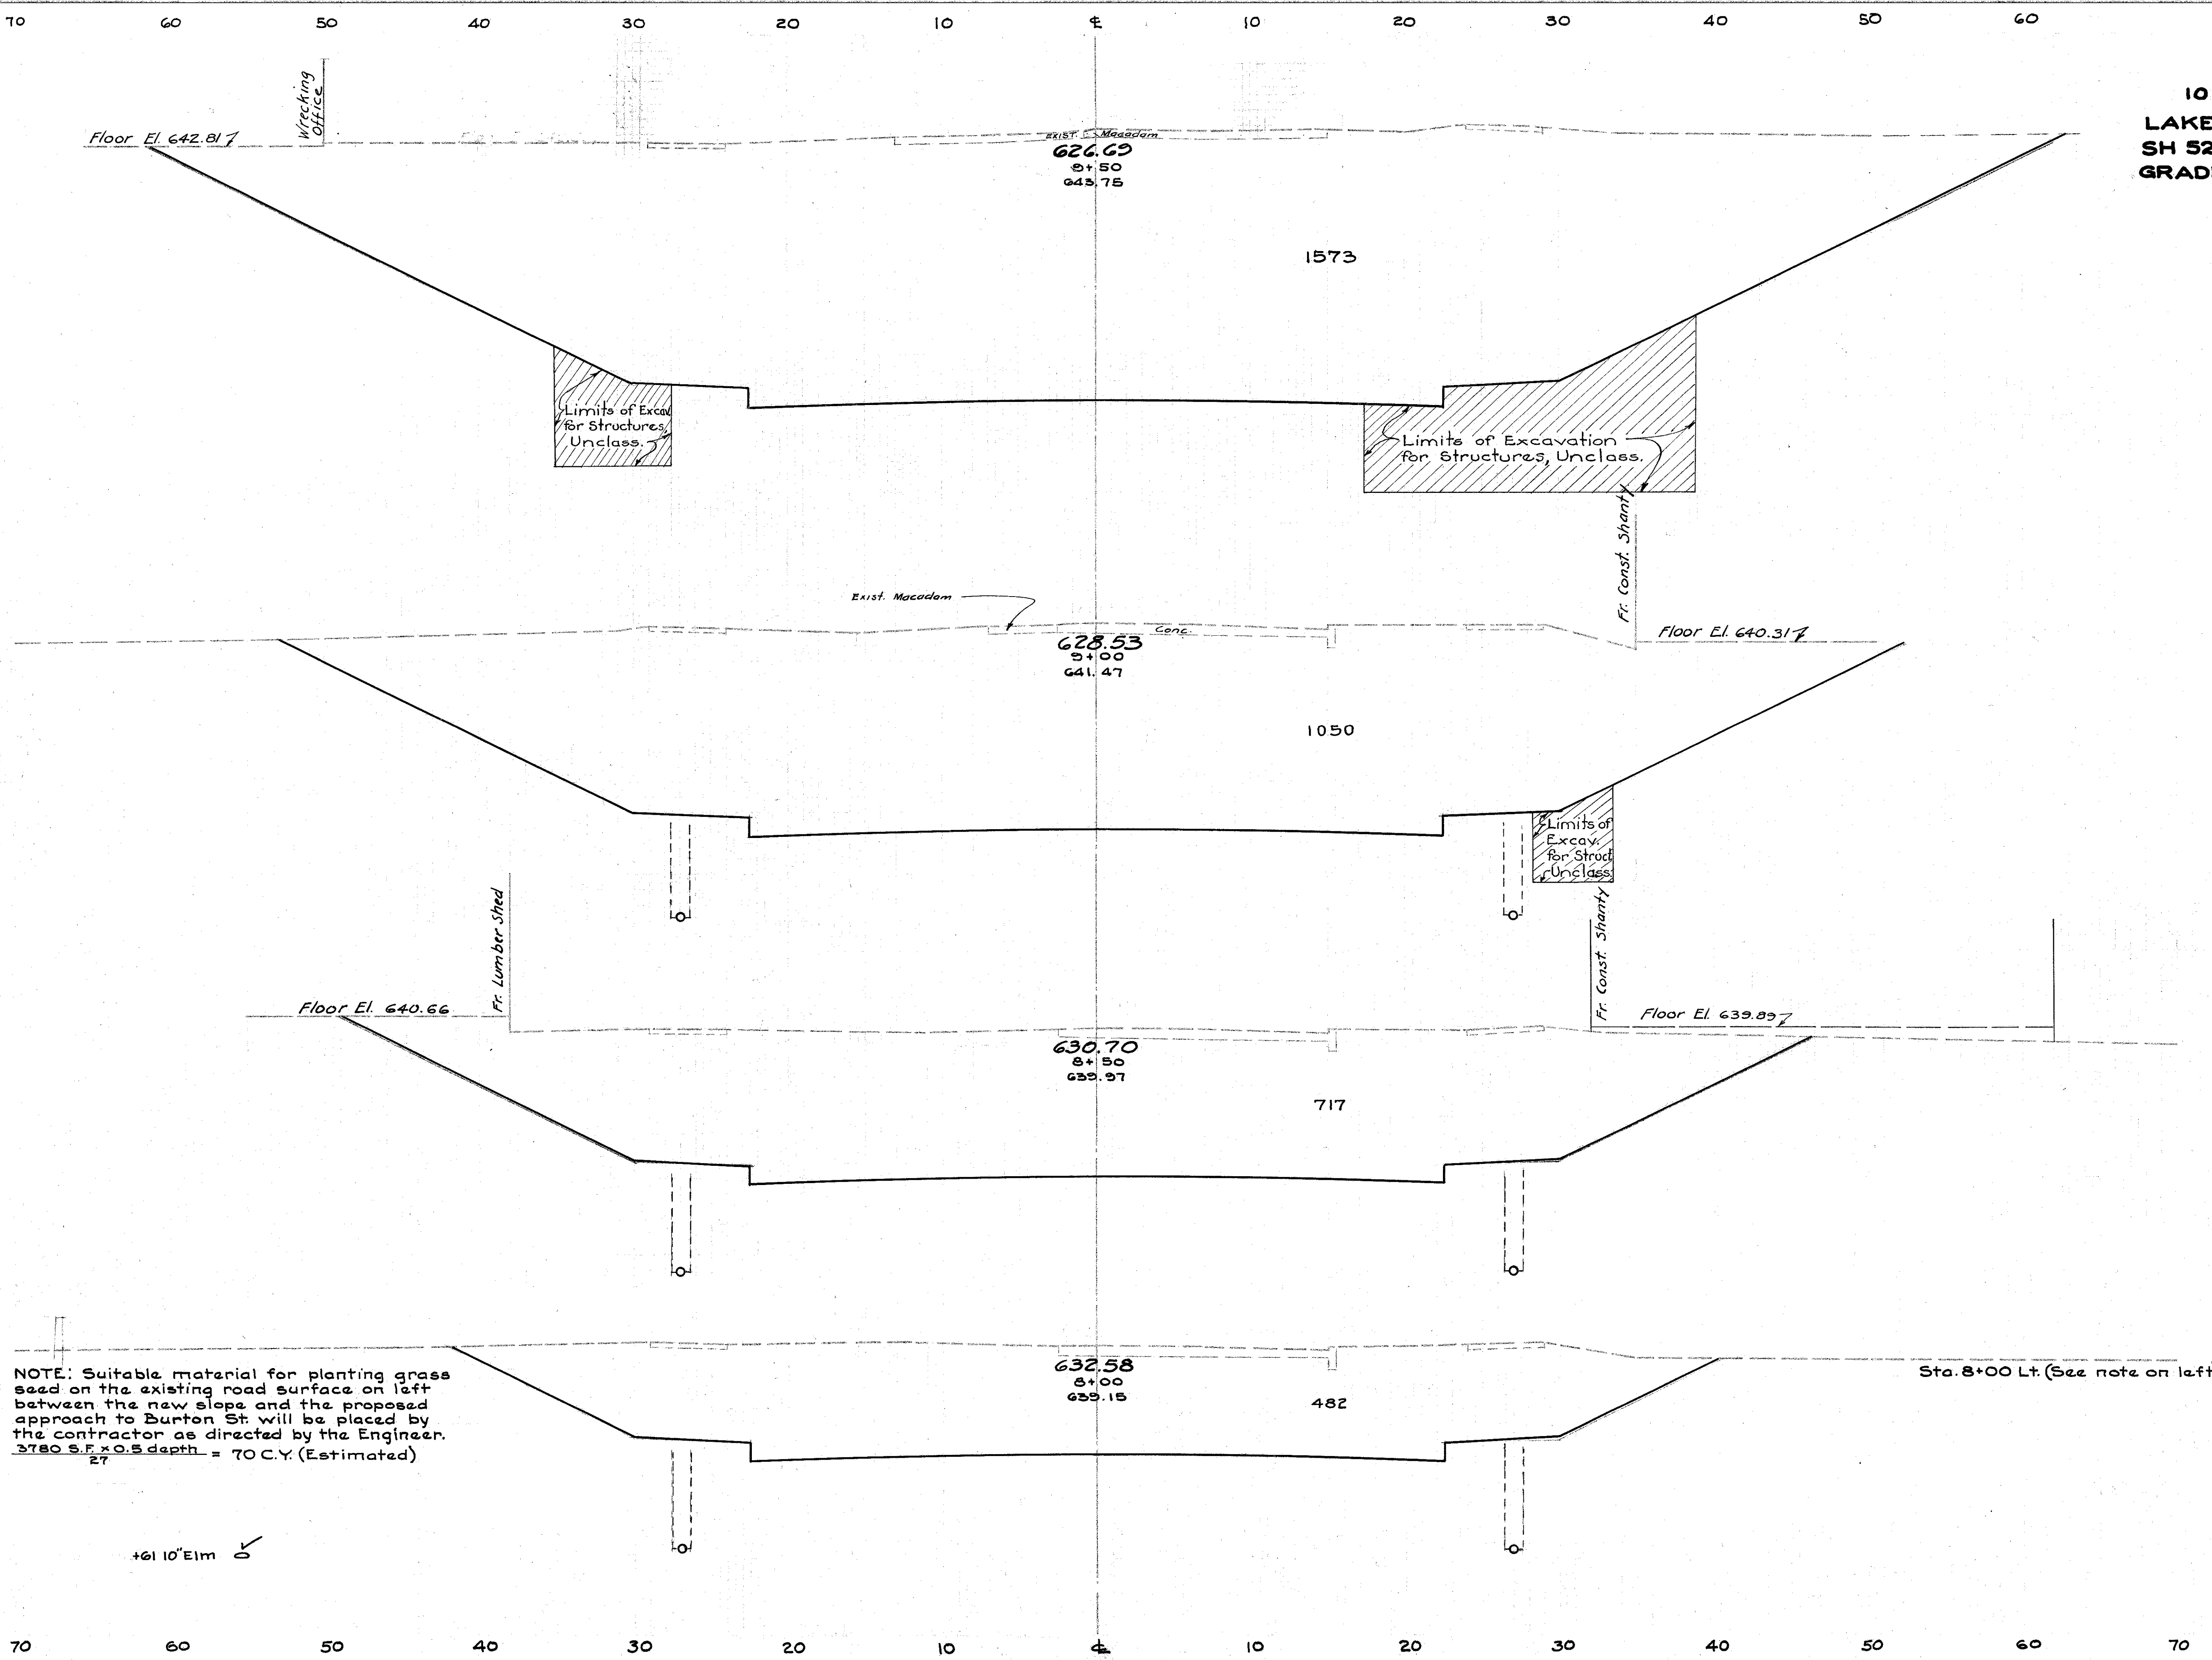 70 60 50 40 30 20 10 ℄ 10 20 30 40 50 60
10
LAKE
SH 52
GRAD
Wrecking
Office
Floor El. 642.81
Exist. Macadam
626.69
9+50
643.75
1573
Limits of Excav
for Structures,
Unclass.
Limits of Excavation
for Structures, Unclass.
Fr. Const. Shanty
Exist. Macadam
Conc.
Floor El. 640.31
628.53
9+00
641.47
1050
Limits of
Excav.
for Struct
Unclass
Fr. Lumber Shed
Fr. Const. Shanty
Floor El. 640.66
Floor El. 639.89
630.70
8+50
639.97
717
632.58
8+00
639.15
482
Sta. 8+00 Lt. (See note on left
NOTE: Suitable material for planting grass
seed on the existing road surface on left
between the new slope and the proposed
approach to Burton St. will be placed by
the contractor as directed by the Engineer.
3780 S.F. x 0.5 depth
27
= 70 C.Y. (Estimated)
+61 10" Elm
70 60 50 40 30 20 10 ℄ 10 20 30 40 50 60 70